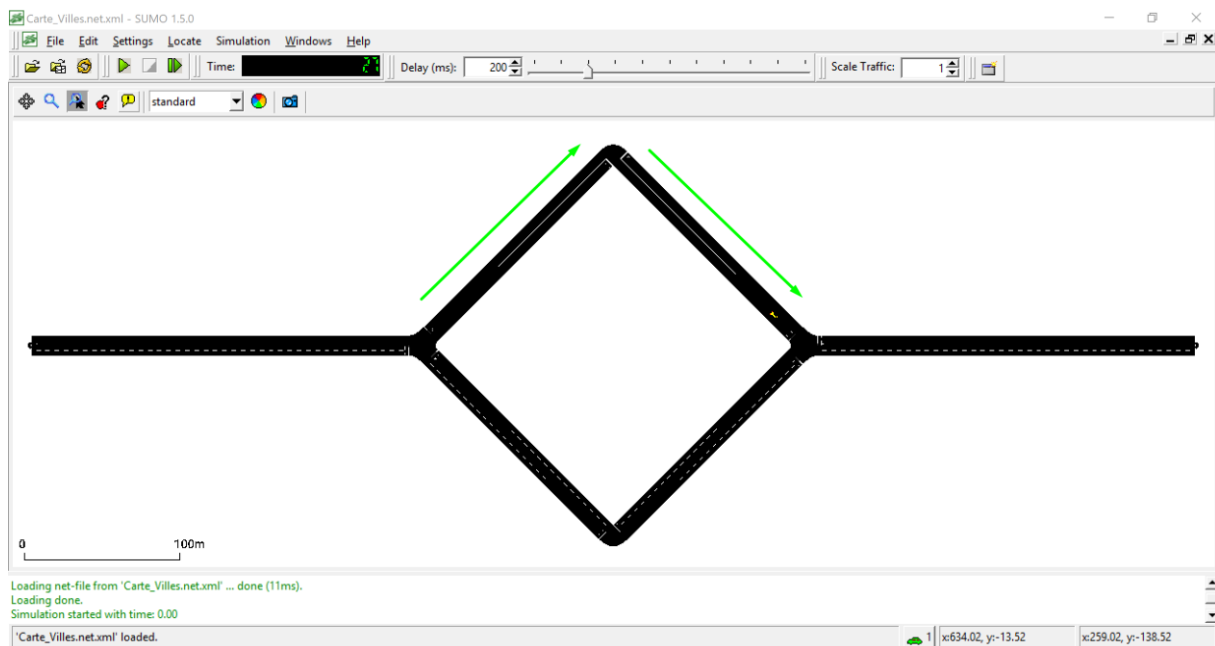 Carte_Villes.net.xml - SUMO 1.5.0
File Edit Settings Locate Simulation Windows Help
Time: 27 Delay (ms): 200 Scale Traffic: 1
standard
0 100m
Loading net-file from 'Carte_Villes.net.xml' ... done (11ms).
Loading done.
Simulation started with time: 0.00
'Carte_Villes.net.xml' loaded. 1 x:634.02, y:-13.52 x:259.02, y:-138.52